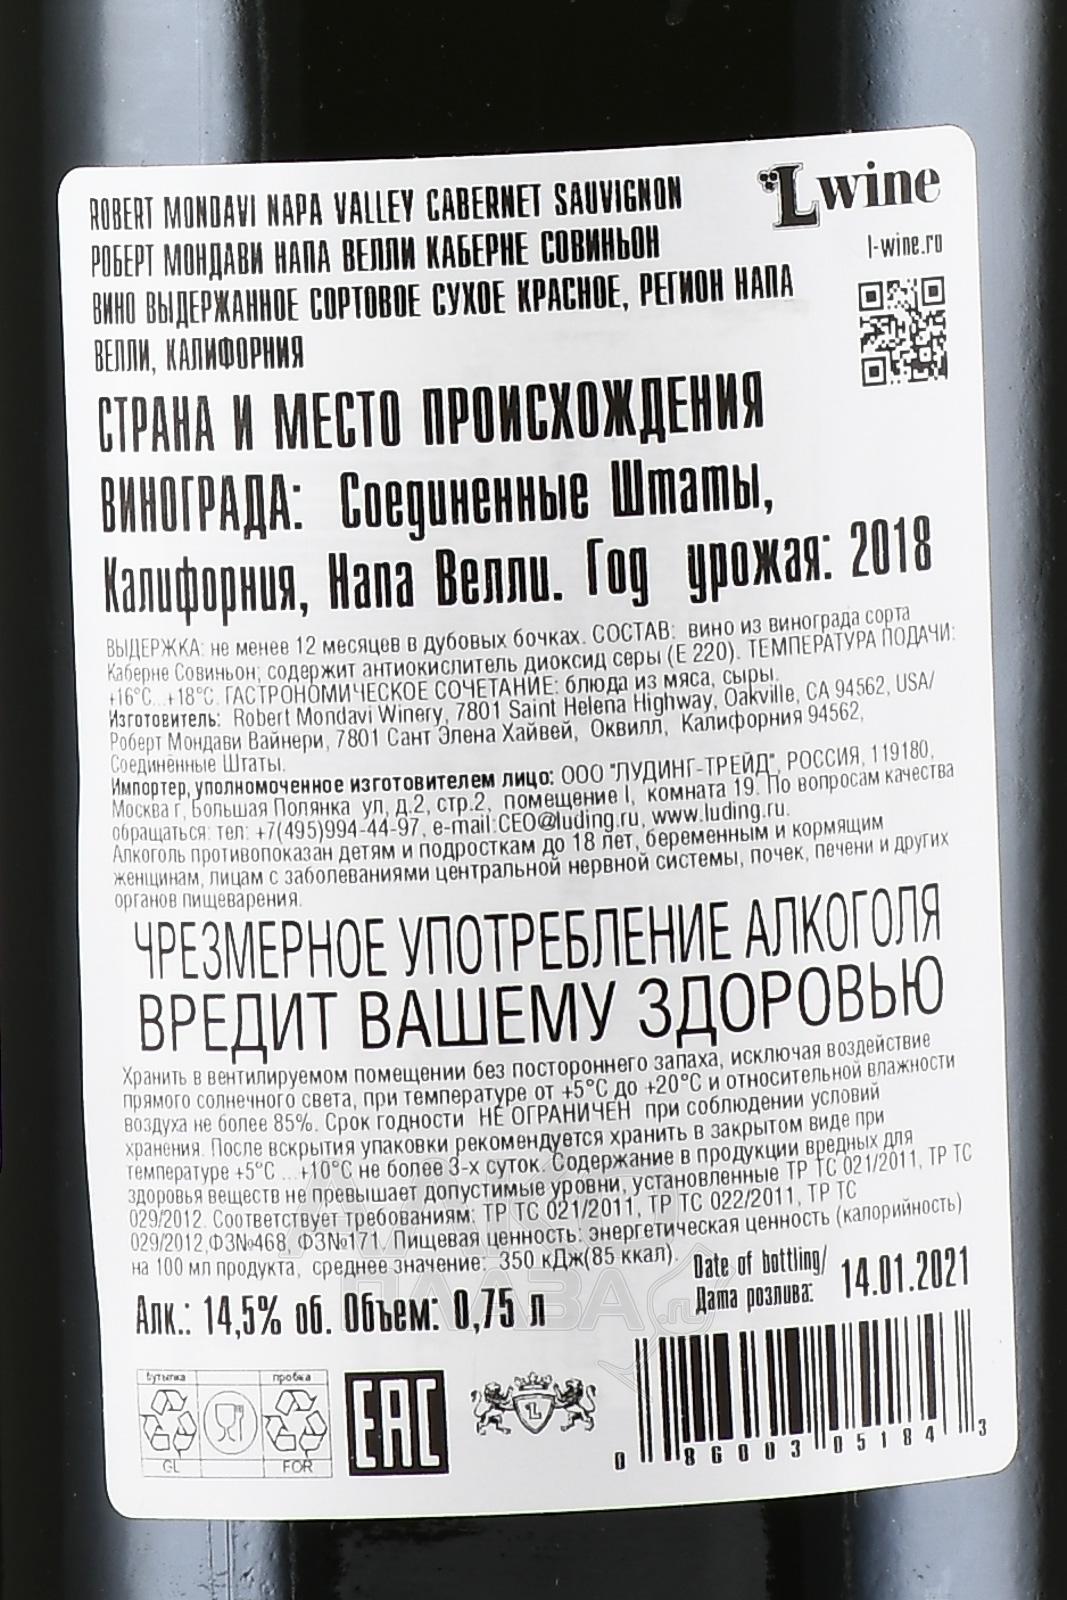 ROBERT MONDAVI NAPA VALLEY CABERNET SAUVIGNON
РОБЕРТ МОНДАВИ НАПА ВЕЛЛИ КАБЕРНЕ СОВИНЬОН
ВИНО ВЫДЕРЖАННОЕ СОРТОВОЕ СУХОЕ КРАСНОЕ, РЕГИОН НАПА
ВЕЛЛИ, КАЛИФОРНИЯ
Lwine
l-wine.ru
СТРАНА И МЕСТО ПРОИСХОЖДЕНИЯ
ВИНОГРАДА: Соединенные Штаты,
Калифорния, Напа Велли. Год урожая: 2018
ВЫДЕРЖКА: не менее 12 месяцев в дубовых бочках. СОСТАВ: вино из винограда сорта
Каберне Совиньон; содержит антиокислитель диоксид серы (Е 220). ТЕМПЕРАТУРА ПОДАЧИ:
+16°C...+18°C. ГАСТРОНОМИЧЕСКОЕ СОЧЕТАНИЕ: блюда из мяса, сыры.
Изготовитель: Robert Mondavi Winery, 7801 Saint Helena Highway, Oakville, CA 94562, USA/
Роберт Мондави Вайнери, 7801 Сант Элена Хайвей, Оквилл, Калифорния 94562,
Соединённые Штаты.
Импортер, уполномоченное изготовителем лицо: ООО "ЛУДИНГ-ТРЕЙД", РОССИЯ, 119180,
Москва г, Большая Полянка ул, д.2, стр.2, помещение I, комната 19. По вопросам качества
обращаться: тел: +7(495)994-44-97, e-mail:CEO@luding.ru, www.luding.ru.
Алкоголь противопоказан детям и подросткам до 18 лет, беременным и кормящим
женщинам, лицам с заболеваниями центральной нервной системы, почек, печени и других
органов пищеварения.
ЧРЕЗМЕРНОЕ УПОТРЕБЛЕНИЕ АЛКОГОЛЯ
ВРЕДИТ ВАШЕМУ ЗДОРОВЬЮ
Хранить в вентилируемом помещении без постороннего запаха, исключая воздействие
прямого солнечного света, при температуре от +5°C до +20°C и относительной влажности
воздуха не более 85%. Срок годности НЕ ОГРАНИЧЕН при соблюдении условий
хранения. После вскрытия упаковки рекомендуется хранить в закрытом виде при
температуре +5°C ...+10°C не более 3-х суток. Содержание в продукции вредных для
здоровья веществ не превышает допустимые уровни, установленные ТР ТС 021/2011, ТР ТС
029/2012. Соответствует требованиям: ТР ТС 021/2011, ТР ТС 022/2011, ТР ТС
029/2012,ФЗ№468, ФЗ№171. Пищевая ценность: энергетическая ценность (калорийность)
на 100 мл продукта, среднее значение: 350 кДж(85 ккал).
Date of bottling/
Дата розлива: 14.01.2021
Алк.: 14,5% об. Объем: 0,75 л
АЛКО
ПЛАЗА.ru
бутылка
пробка
GL
FOR
EAC
L
0 86003 05184 3